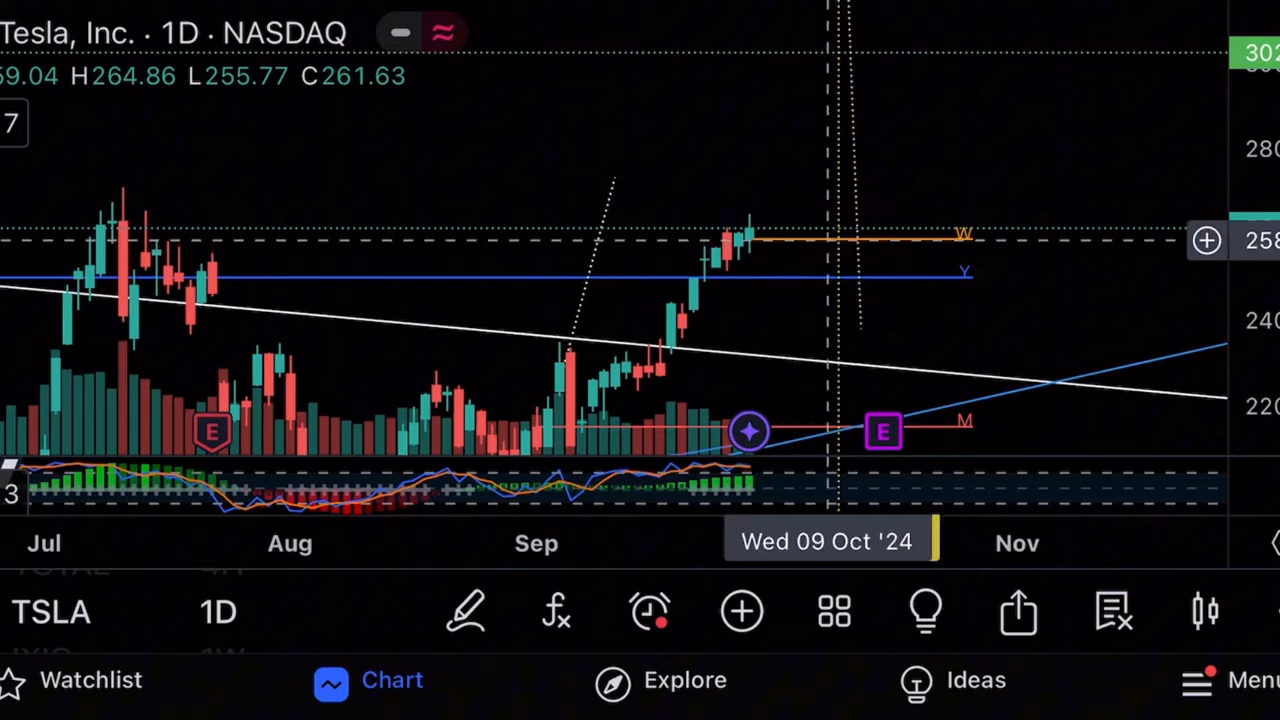 Tesla, Inc. · 1D · NASDAQ
59.04 H264.86 L255.77 C261.63
302
7
280
W
258
Y
240
220
M
E
E
3
Jul
Aug
Sep
Wed 09 Oct '24
Nov
TSLA
1D
Watchlist
Chart
Explore
Ideas
Menu